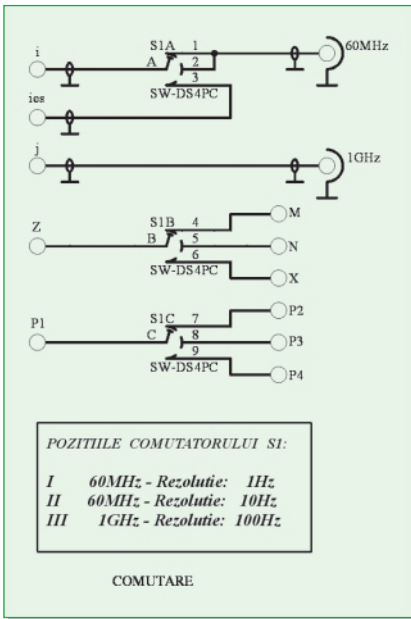 S1A 1 60MHz
i A 2
3
ies SW-DS4PC
j 1GHz
Z S1B 4 M
B 5 N
6
SW-DS4PC X
P1 S1C 7 P2
C 8 P3
9
SW-DS4PC P4
POZITIILE COMUTATORULUI S1:
I 60MHz - Rezolutie: 1Hz
II 60MHz - Rezolutie: 10Hz
III 1GHz - Rezolutie: 100Hz
COMUTARE